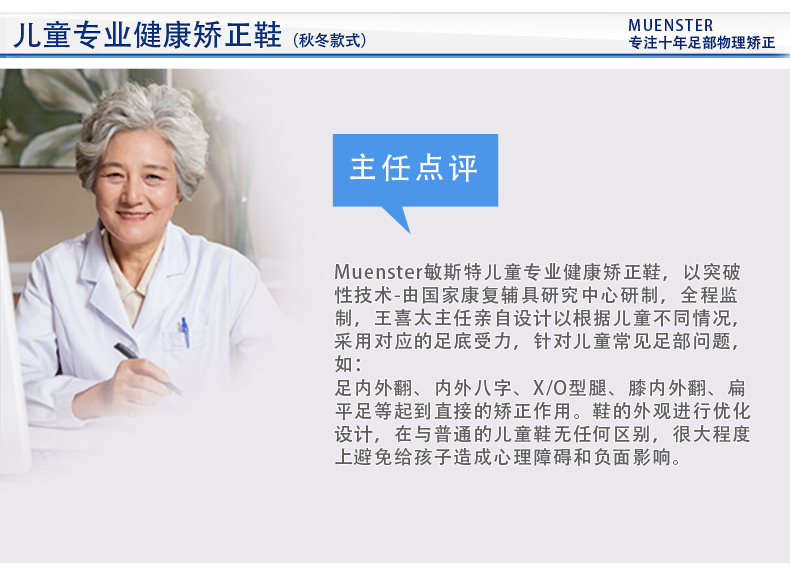 儿童专业健康矫正鞋（秋冬款式）
MUENSTER
专注十年足部物理矫正
主任点评
Muenster敏斯特儿童专业健康矫正鞋，以突破
性技术-由国家康复辅具研究中心研制，全程监
制，王喜太主任亲自设计以根据儿童不同情况，
采用对应的足底受力，针对儿童常见足部问题，
如：
足内外翻、内外八字、X/O型腿、膝内外翻、扁
平足等起到直接的矫正作用。鞋的外观进行优化
设计，在与普通的儿童鞋无任何区别，很大程度
上避免给孩子造成心理障碍和负面影响。